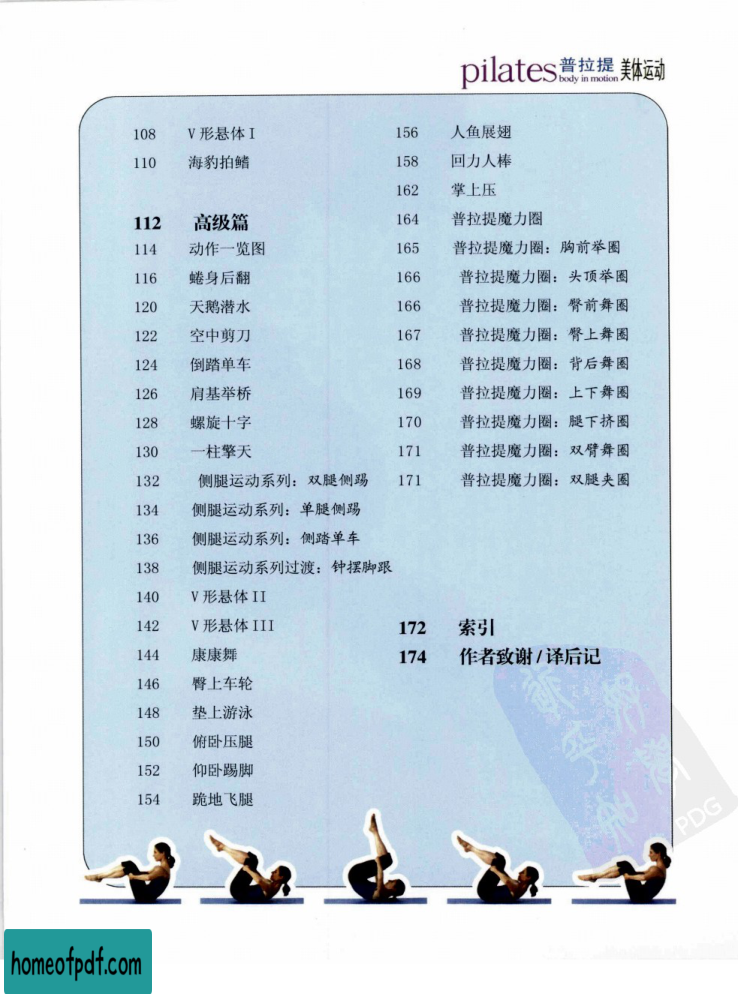 pilates 普拉提 body in motion 美体运动
108 V 形悬体 I
110 海豹拍鳍
112 高级篇
114 动作一览图
116 蜷身后翻
120 天鹅潜水
122 空中剪刀
124 倒踏单车
126 肩基举桥
128 螺旋十字
130 一柱擎天
132 侧腿运动系列：双腿侧踢
134 侧腿运动系列：单腿侧踢
136 侧腿运动系列：侧踏单车
138 侧腿运动系列过渡：钟摆脚跟
140 V 形悬体 II
142 V 形悬体 III
144 康康舞
146 臀上车轮
148 垫上游泳
150 俯卧压腿
152 仰卧踢脚
154 跪地飞腿
156 人鱼展翅
158 回力人棒
162 掌上压
164 普拉提魔力圈
165 普拉提魔力圈：胸前举圈
166 普拉提魔力圈：头顶举圈
166 普拉提魔力圈：臀前舞圈
167 普拉提魔力圈：臀上舞圈
168 普拉提魔力圈：背后舞圈
169 普拉提魔力圈：上下舞圈
170 普拉提魔力圈：腿下挤圈
171 普拉提魔力圈：双臂舞圈
171 普拉提魔力圈：双腿夹圈
172 索引
174 作者致谢/译后记
PDG
homeofpdf.com